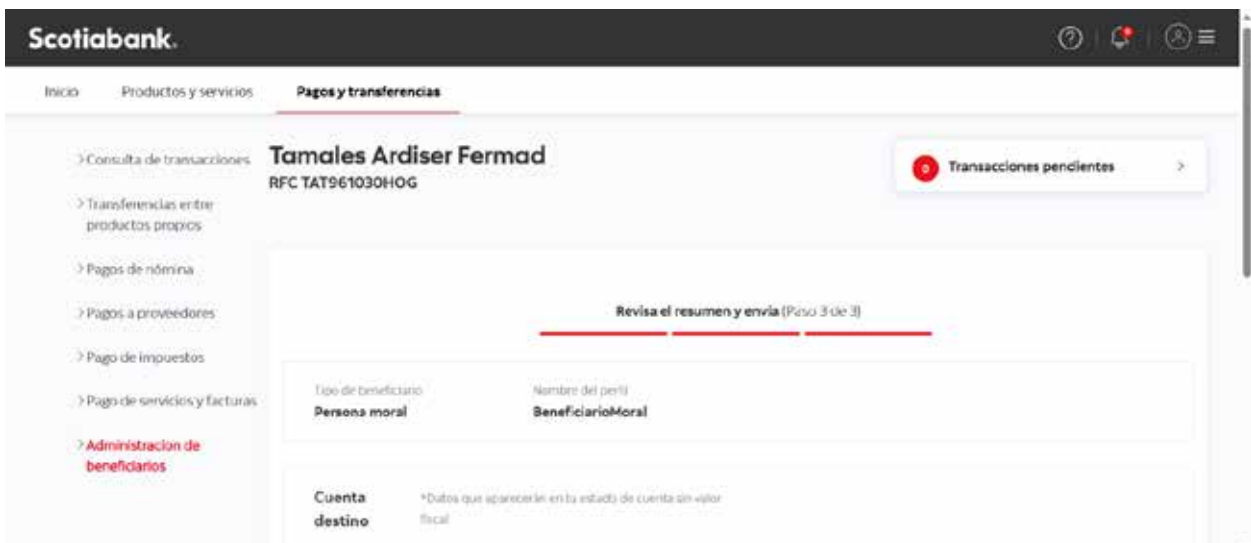 Scotiabank.
Inicio Productos y servicios Pagos y transferencias
>Consulta de transacciones
>Transferencias entre
productos propios
>Pagos de nómina
>Pagos a proveedores
>Pago de impuestos
>Pago de servicios y facturas
>Administracion de
beneficiarios
Tamales Ardiser Fermad
RFC TAT961030HOG
0 Transacciones pendientes >
Revisa el resumen y envía (Paso 3 de 3)
Tipo de beneficiario Nombre del perfil
Persona moral BeneficiarioMoral
Cuenta
destino
*Datos que aparecerán en tu estado de cuenta sin valor
fiscal